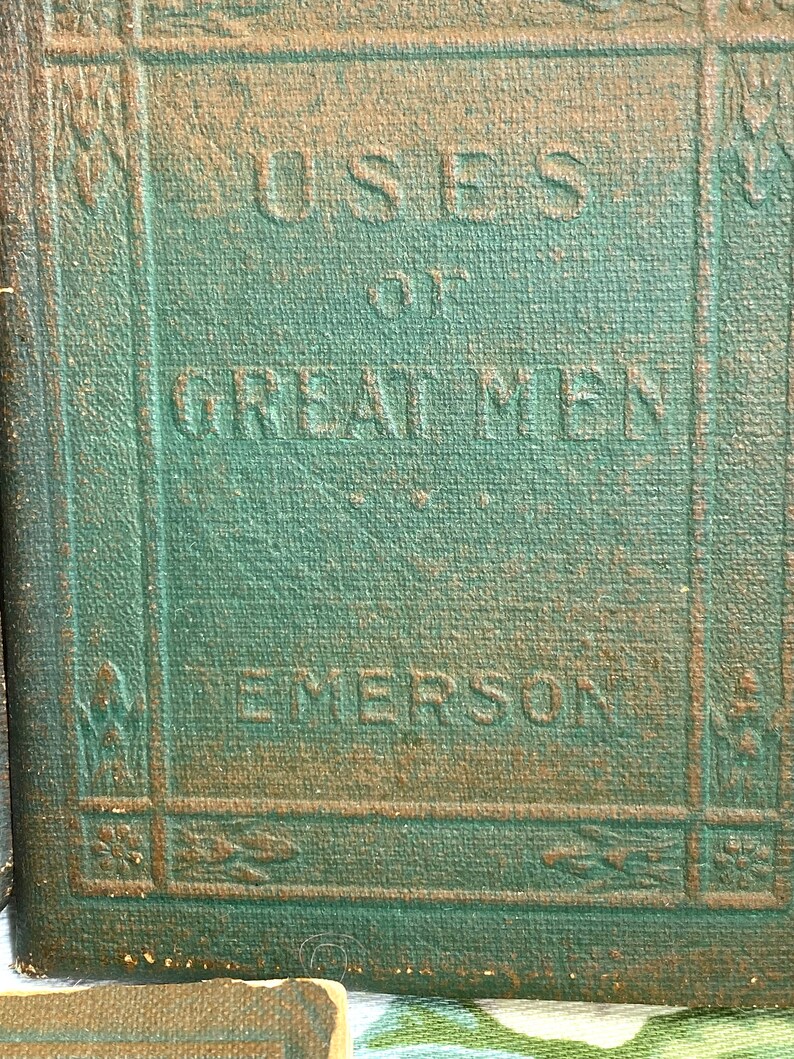 USES
OF
GREAT MEN
EMERSON